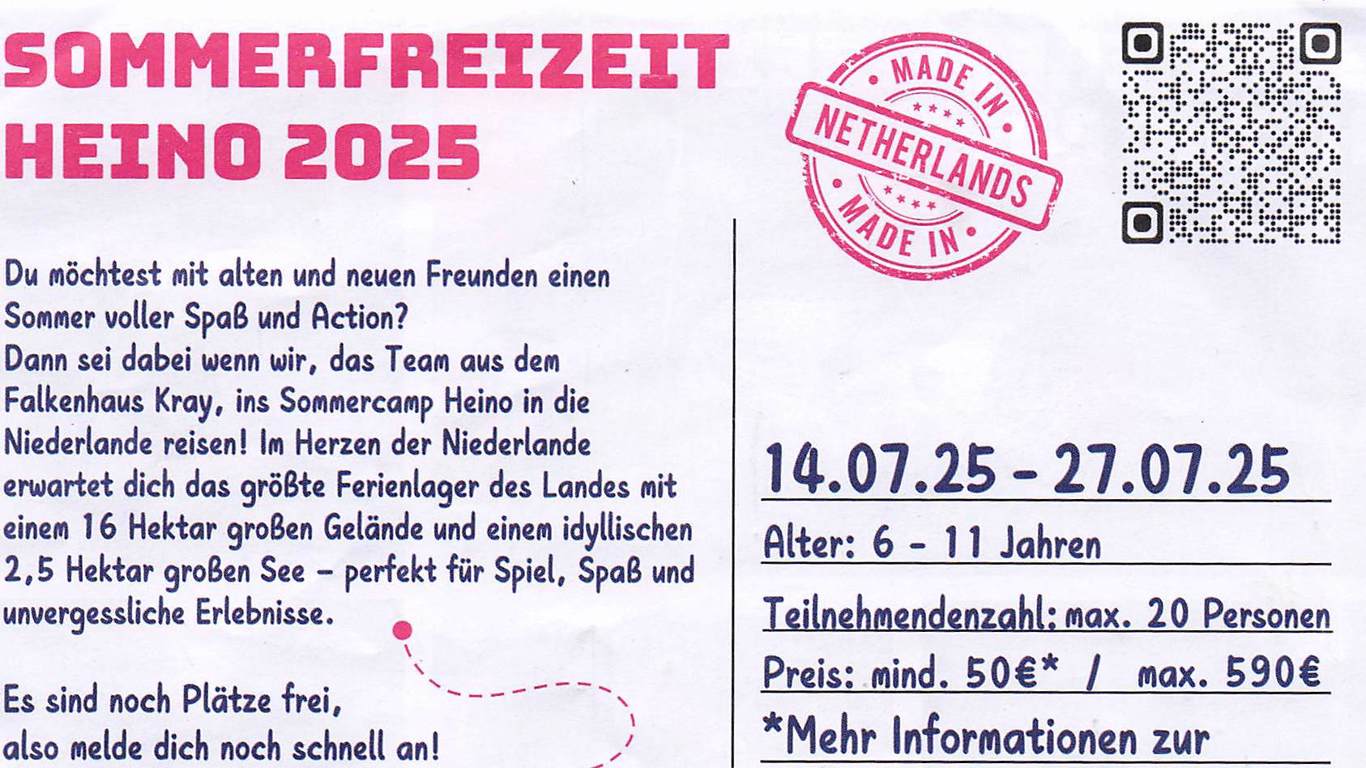 SOMMERFREIZEIT
HEINO 2025
MADE IN
NETHERLANDS
MADE IN
Du möchtest mit alten und neuen Freunden einen
Sommer voller Spaß und Action?
Dann sei dabei wenn wir, das Team aus dem
Falkenhaus Kray, ins Sommercamp Heino in die
Niederlande reisen! Im Herzen der Niederlande
erwartet dich das größte Ferienlager des Landes mit
einem 16 Hektar großen Gelände und einem idyllischen
2,5 Hektar großen See – perfekt für Spiel, Spaß und
unvergessliche Erlebnisse.
Es sind noch Plätze frei,
also melde dich noch schnell an!
14.07.25 - 27.07.25
Alter: 6 - 11 Jahren
Teilnehmendenzahl: max. 20 Personen
Preis: mind. 50€* / max. 590€
*Mehr Informationen zur